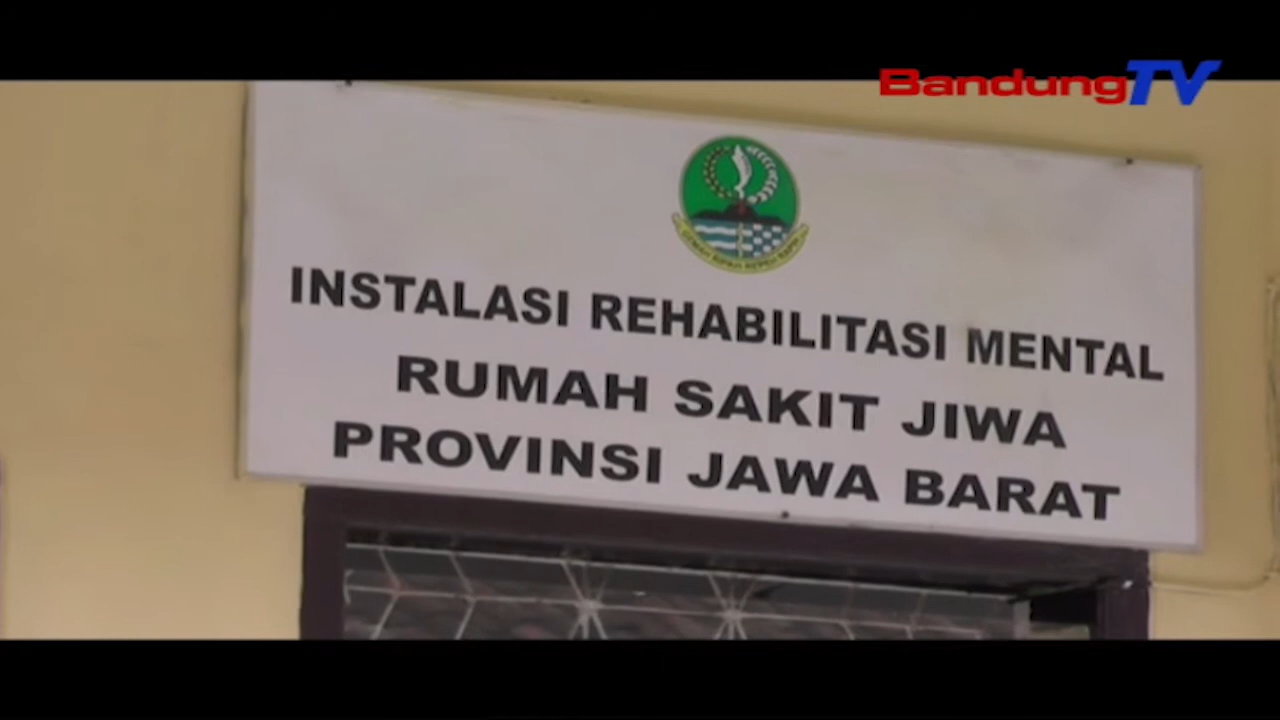 BandungTV
INSTALASI REHABILITASI MENTAL
RUMAH SAKIT JIWA
PROVINSI JAWA BARAT